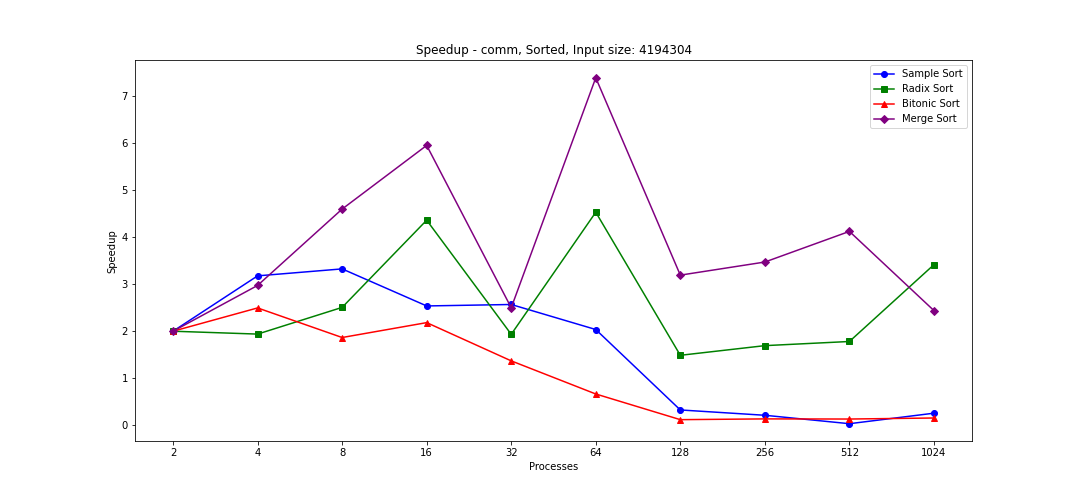 Speedup - comm, Sorted, Input size: 4194304
Sample Sort
Radix Sort
Bitonic Sort
Merge Sort
Speedup
7
6
5
4
3
2
1
0
2 4 8 16 32 64 128 256 512 1024
Processes